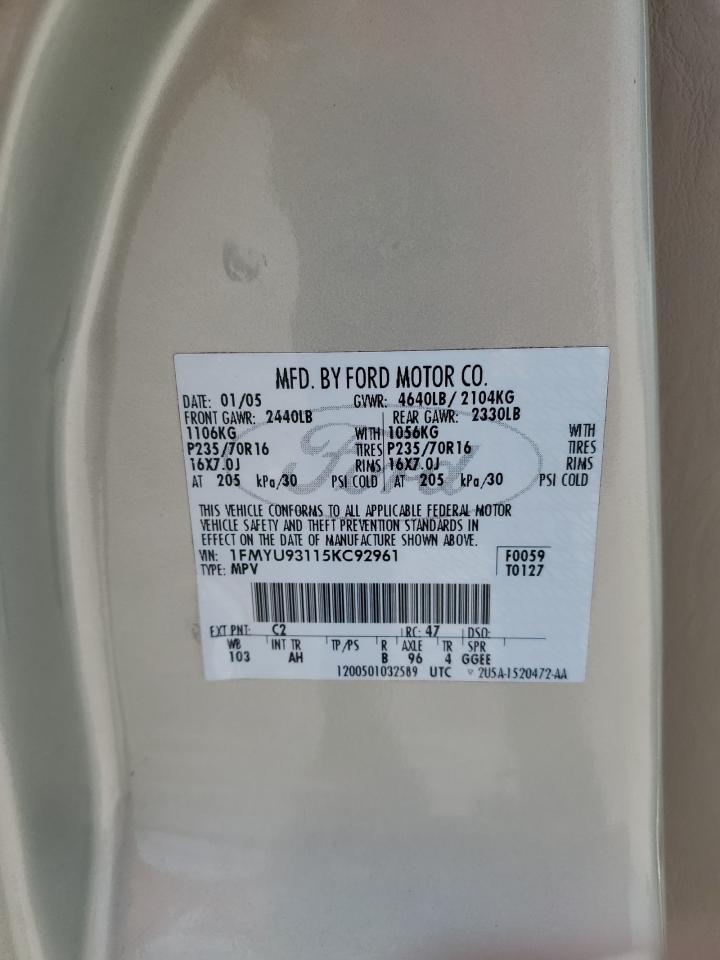 MFD. BY FORD MOTOR CO.
DATE: 01/05 GVWR: 4640LB/ 2104KG
FRONT GAWR: 2440LB REAR GAWR: 2330LB
1106KG WITH 1056KG WITH
P235/70R16 TIRES P235/70R16 TIRES
16X7.0J RIMS 16X7.0J RIMS
AT 205 kPa/30 PSI COLD AT 205 kPa/30 PSI COLD
Ford
THIS VEHICLE CONFORMS TO ALL APPLICABLE FEDERAL MOTOR
VEHICLE SAFETY AND THEFT PREVENTION STANDARDS IN
EFFECT ON THE DATE OF MANUFACTURE SHOWN ABOVE.
VIN: 1FMYU93115KC92961 F0059
TYPE: MPV T0127
EXT PNT: C2 RC: 47 DSO:
WB INT TR TP/PS R AXLE TR SPR
103 AH B 96 4 GGEE
1200501032589 UTC 2U5A-1520472-AA